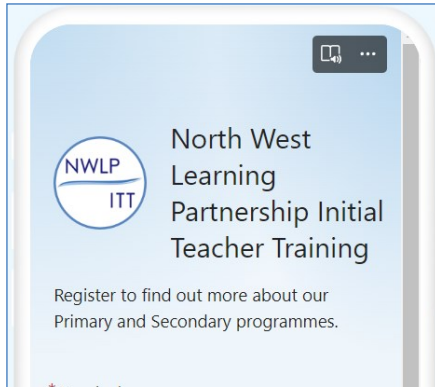 NWLP
ITT
North West
Learning
Partnership Initial
Teacher Training
Register to find out more about our
Primary and Secondary programmes.
*